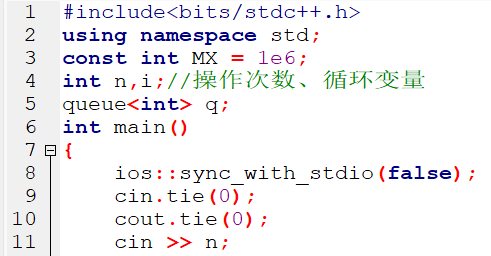 1 #include<bits/stdc++.h>
2 using namespace std;
3 const int MX = 1e6;
4 int n,i;//操作次数、循环变量
5 queue<int> q;
6 int main()
7 {
8 ios::sync_with_stdio(false);
9 cin.tie(0);
10 cout.tie(0);
11 cin >> n;